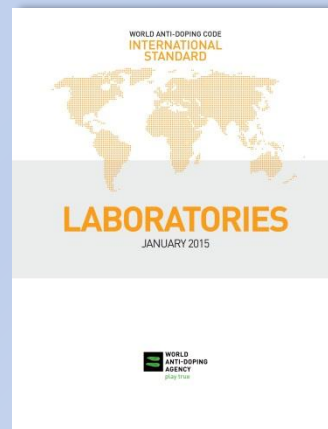 WORLD ANTI-DOPING CODE
INTERNATIONAL
STANDARD
LABORATORIES
JANUARY 2015
WORLD
ANTI-DOPING
AGENCY
play true